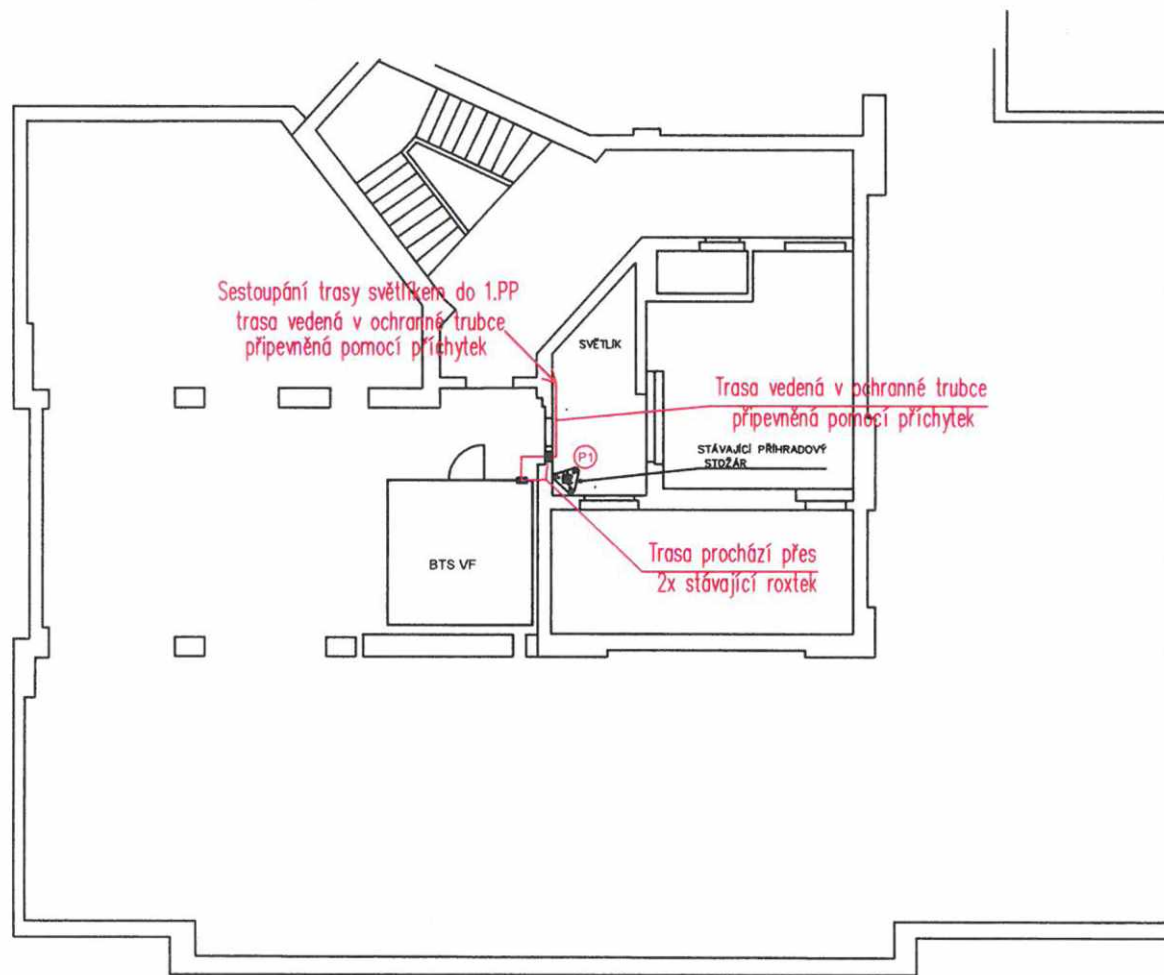 Sestoupání trasy světlíkem do 1.PP
trasa vedená v ochranné trubce
připevněná pomocí příchytek
SVĚTLIK
Trasa vedená v ochranné trubce
připevněná pomocí příchytek
P1
STÁVAJÍCÍ PŘÍHRADOVÝ
STOŽÁR
BTS VF
Trasa prochází přes
2x stávající roxtek